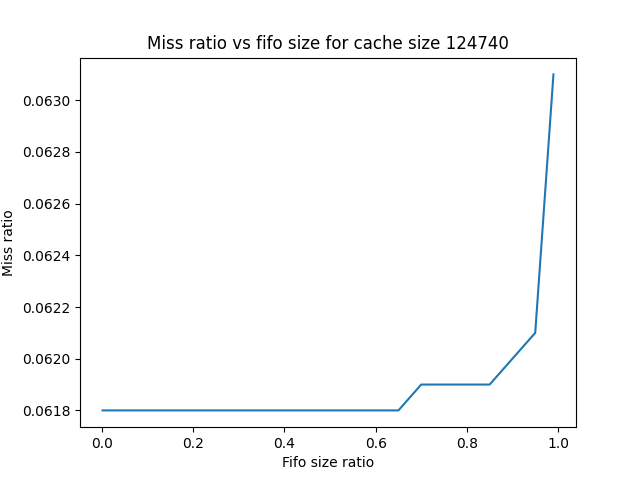 Miss ratio vs fifo size for cache size 124740
Miss ratio
0.0630
0.0628
0.0626
0.0624
0.0622
0.0620
0.0618
0.0 0.2 0.4 0.6 0.8 1.0
Fifo size ratio